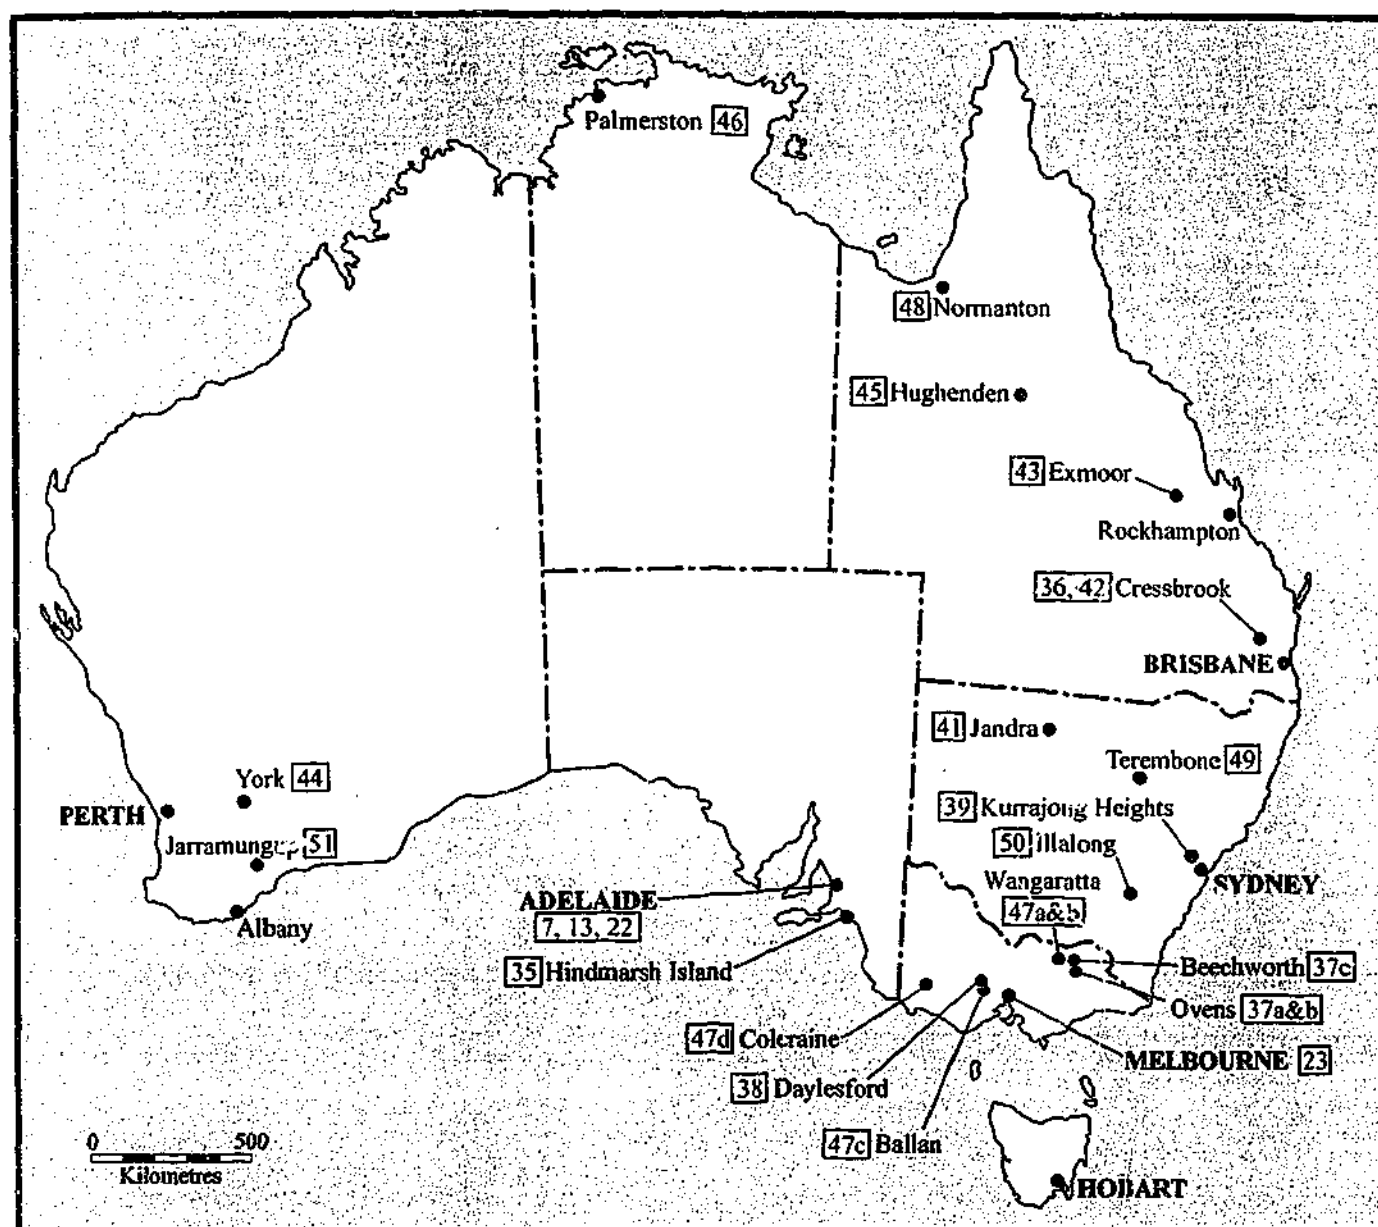 Palmerston 46
48 Normanton
45 Hughenden
43 Exmoor
Rockhampton
36, 42 Cressbrook
BRISBANE
41 Jandra
Terembone 49
York 44
39 Kurrajong Heights
PERTH
Jarramungup 51
50 Illalong
SYDNEY
Wangaratta
47a&b
ADELAIDE
7, 13, 22
Albany
35 Hindmarsh Island
Beechworth 37c
Ovens 37a&b
47d Coleraine
MELBOURNE 23
38 Daylesford
47c Ballan
0 500
Kilometres
HOBART